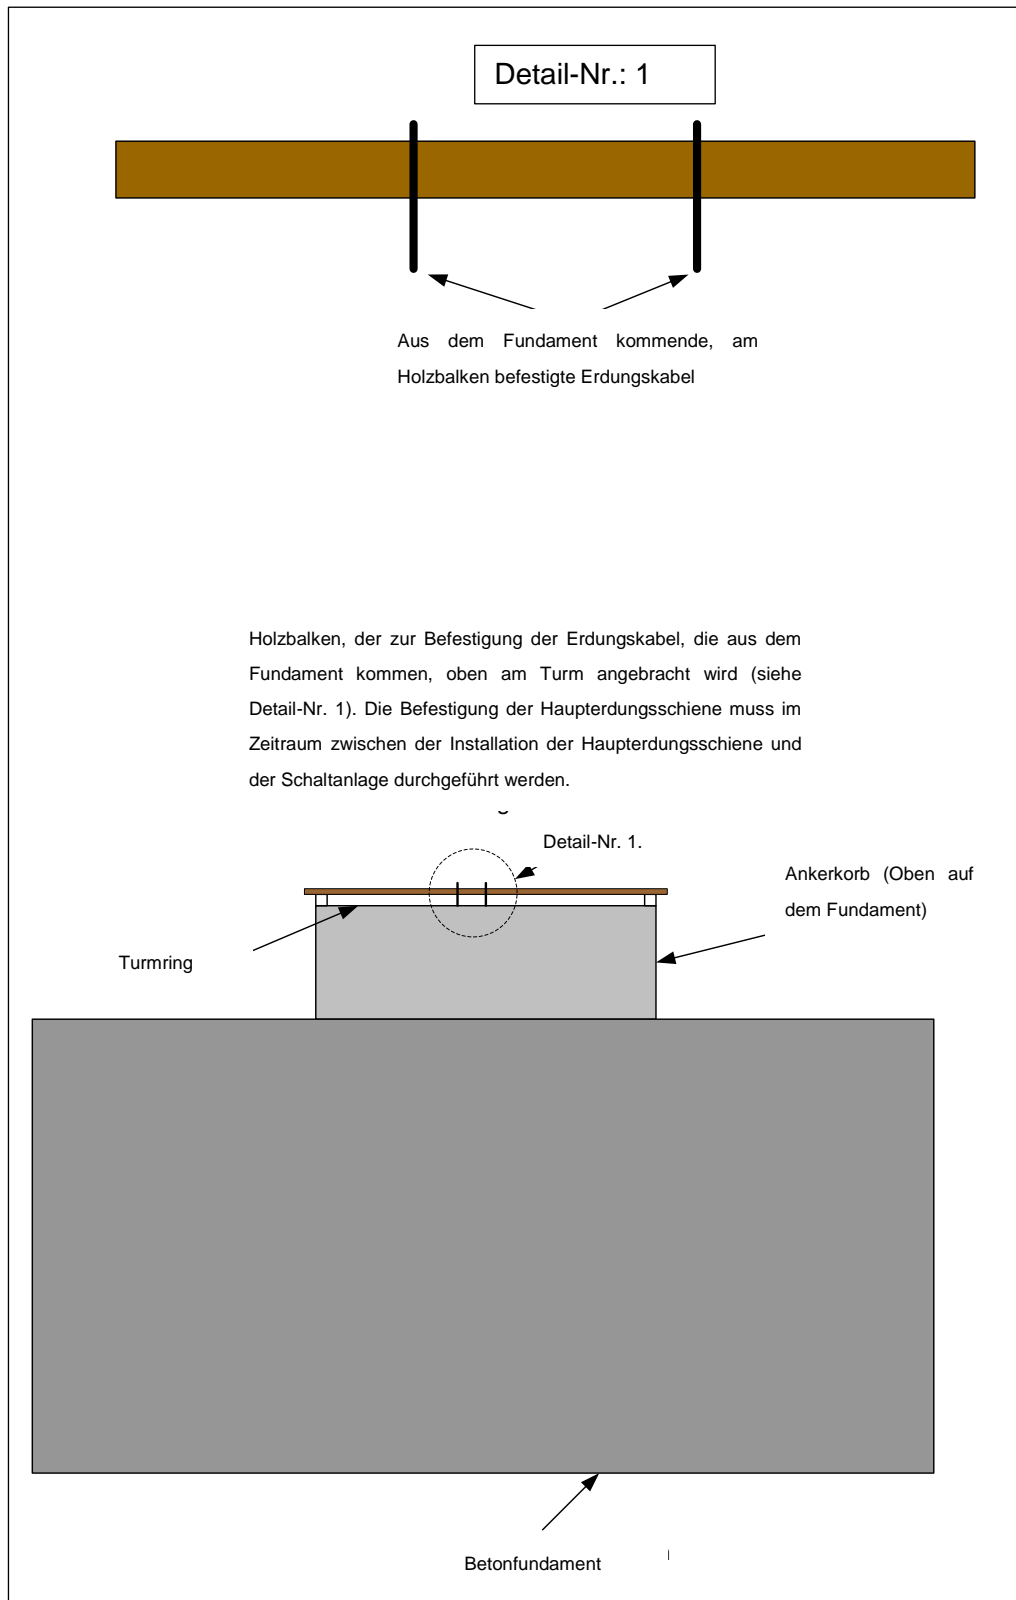 Detail-Nr.: 1
Aus dem Fundament kommende, am
Holzbalken befestigte Erdungskabel
Holzbalken, der zur Befestigung der Erdungskabel, die aus dem
Fundament kommen, oben am Turm angebracht wird (siehe
Detail-Nr. 1). Die Befestigung der Haupterdungsschiene muss im
Zeitraum zwischen der Installation der Haupterdungsschiene und
der Schaltanlage durchgeführt werden.
Detail-Nr. 1.
Ankerkorb (Oben auf
dem Fundament)
Turmring
Betonfundament